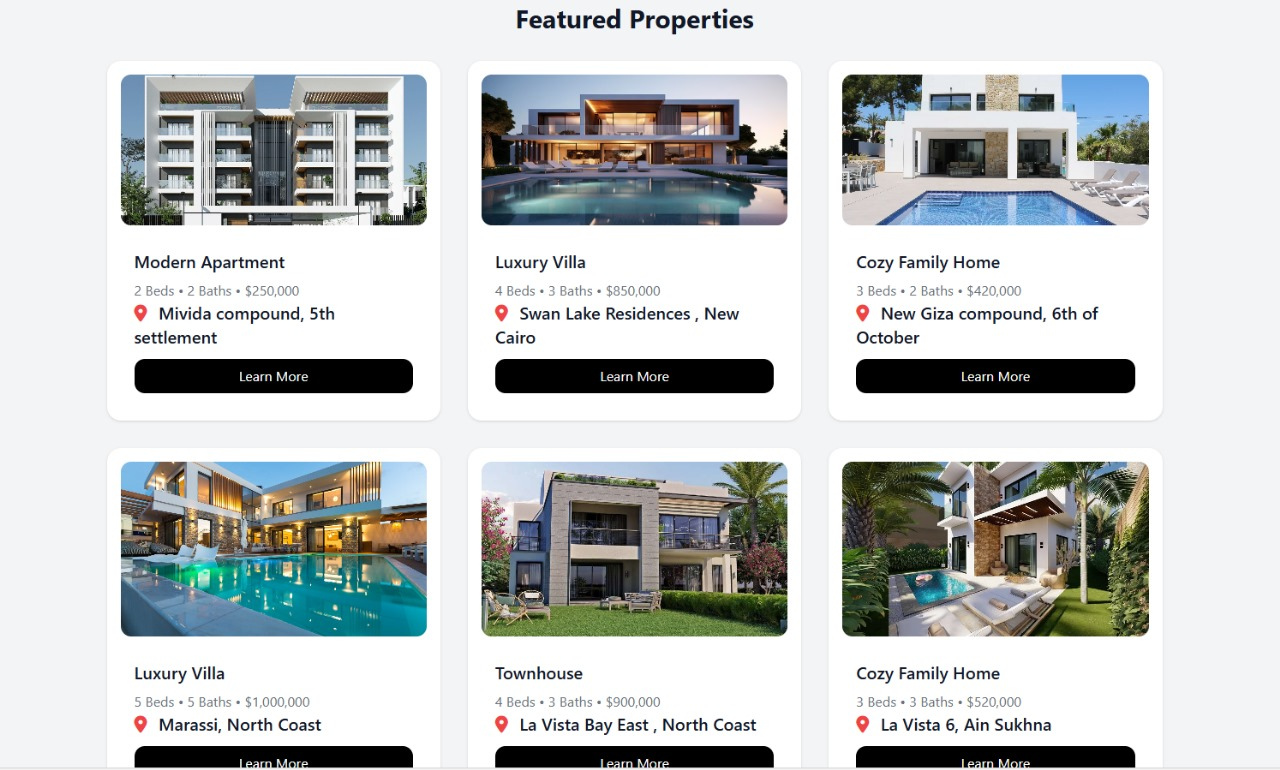 Featured Properties
Modern Apartment
2 Beds • 2 Baths • $250,000
Mivida compound, 5th
settlement
Learn More
Luxury Villa
4 Beds • 3 Baths • $850,000
Swan Lake Residences , New
Cairo
Learn More
Cozy Family Home
3 Beds • 2 Baths • $420,000
New Giza compound, 6th of
October
Learn More
Luxury Villa
5 Beds • 5 Baths • $1,000,000
Marassi, North Coast
Learn More
Townhouse
4 Beds • 3 Baths • $900,000
La Vista Bay East , North Coast
Learn More
Cozy Family Home
3 Beds • 3 Baths • $520,000
La Vista 6, Ain Sukhna
Learn More